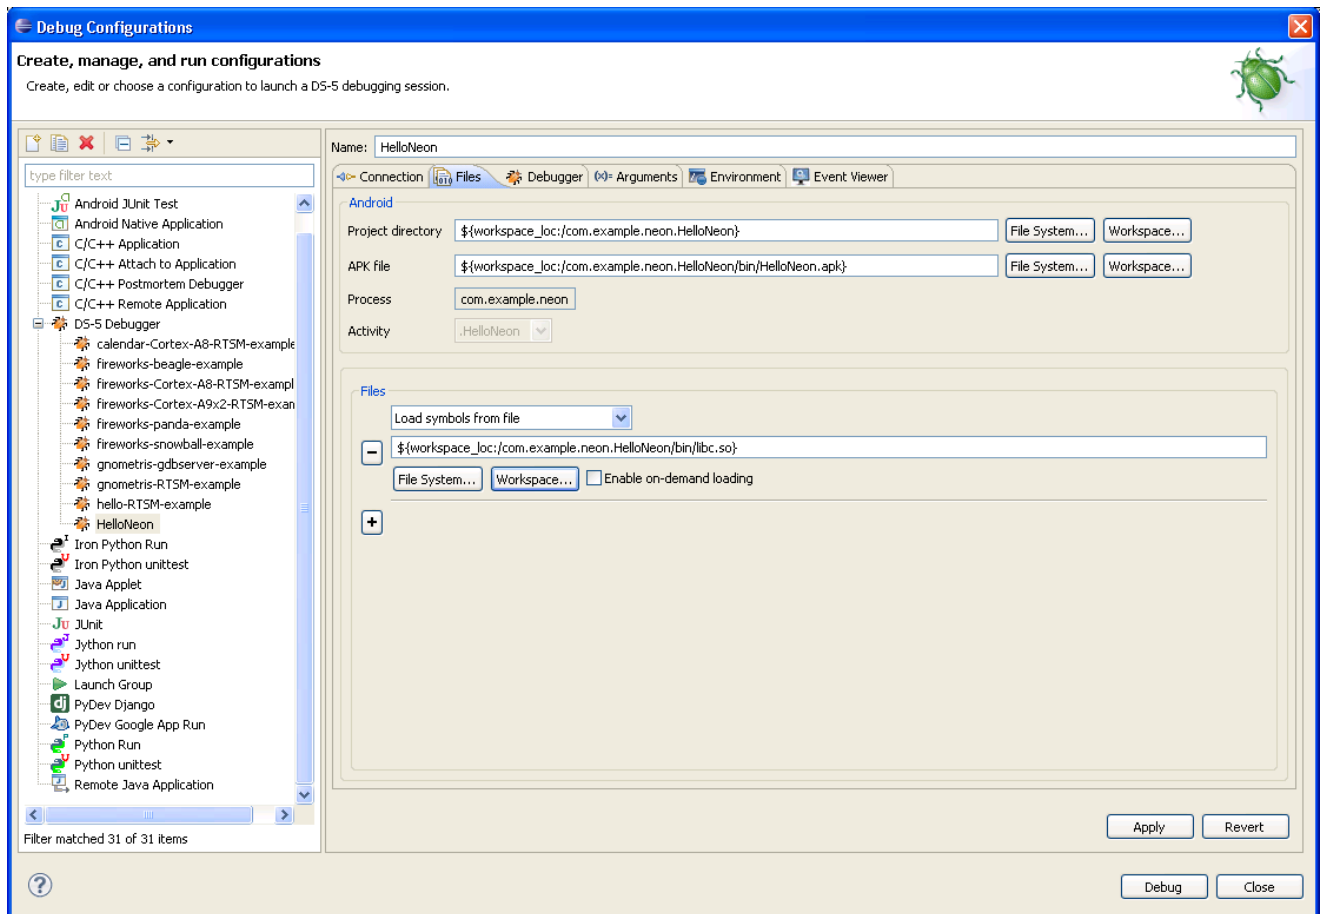 Debug Configurations
Create, manage, and run configurations
Create, edit or choose a configuration to launch a DS-5 debugging session.
type filter text
Android JUnit Test
Android Native Application
C/C++ Application
C/C++ Attach to Application
C/C++ Postmortem Debugger
C/C++ Remote Application
DS-5 Debugger
calendar-Cortex-A8-RTSM-example
fireworks-beagle-example
fireworks-Cortex-A8-RTSM-exampl
fireworks-Cortex-A9x2-RTSM-exan
fireworks-panda-example
fireworks-snowball-example
gnometris-gdbserver-example
gnometris-RTSM-example
hello-RTSM-example
HelloNeon
Iron Python Run
Iron Python unittest
Java Applet
Java Application
JUnit
Jython run
Jython unittest
Launch Group
PyDev Django
PyDev Google App Run
Python Run
Python unittest
Remote Java Application
Filter matched 31 of 31 items
Name: HelloNeon
Connection Files Debugger (x)= Arguments Environment Event Viewer
Android
Project directory ${workspace_loc:/com.example.neon.HelloNeon} File System... Workspace...
APK file ${workspace_loc:/com.example.neon.HelloNeon/bin/HelloNeon.apk} File System... Workspace...
Process com.example.neon
Activity .HelloNeon
Files
Load symbols from file
${workspace_loc:/com.example.neon.HelloNeon/bin/libc.so}
File System... Workspace... Enable on-demand loading
Apply Revert
Debug Close